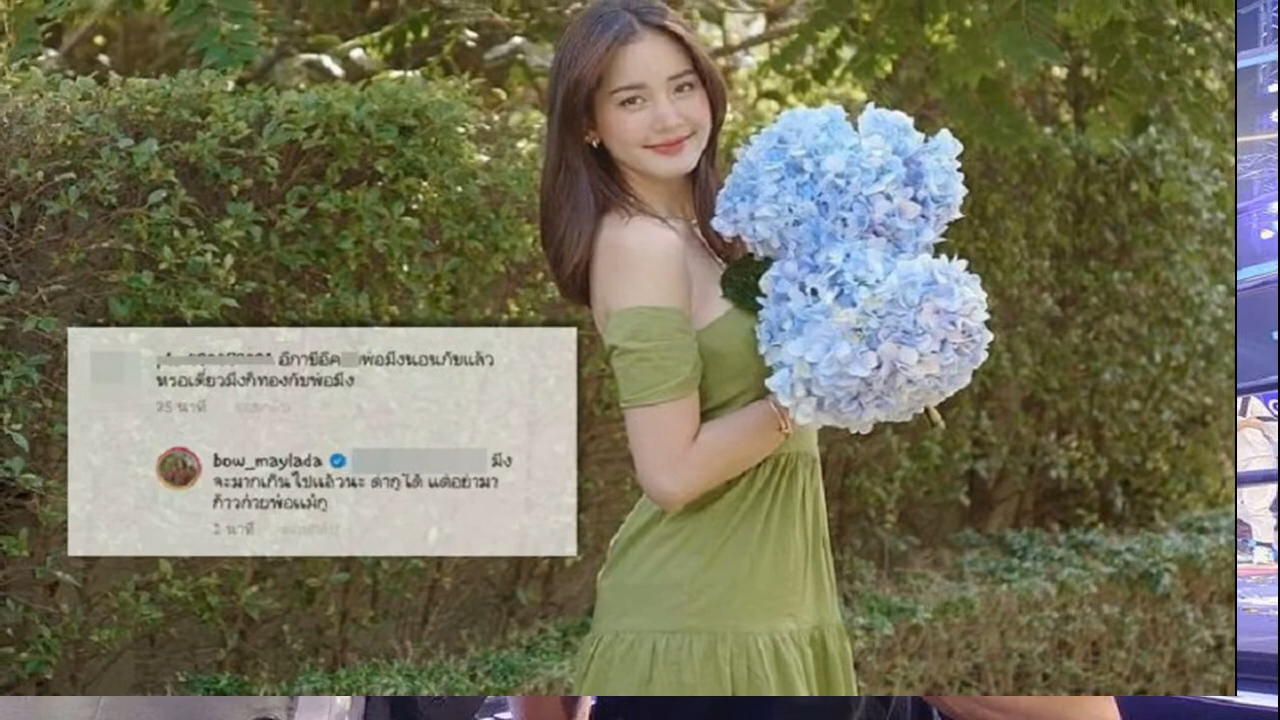 อีกาขีอีค พ่อมึงนอนกับแล้ว
หรอเดี๋ยวมึงก็ท้องกับพ่อมึง
25 นาที
bow_maylada มึง
จะมากเกินไปแล้วนะ ด่ากูได้ แต่อย่ามา
ก้าวก่ายพ่อแม่กู
2 นาที